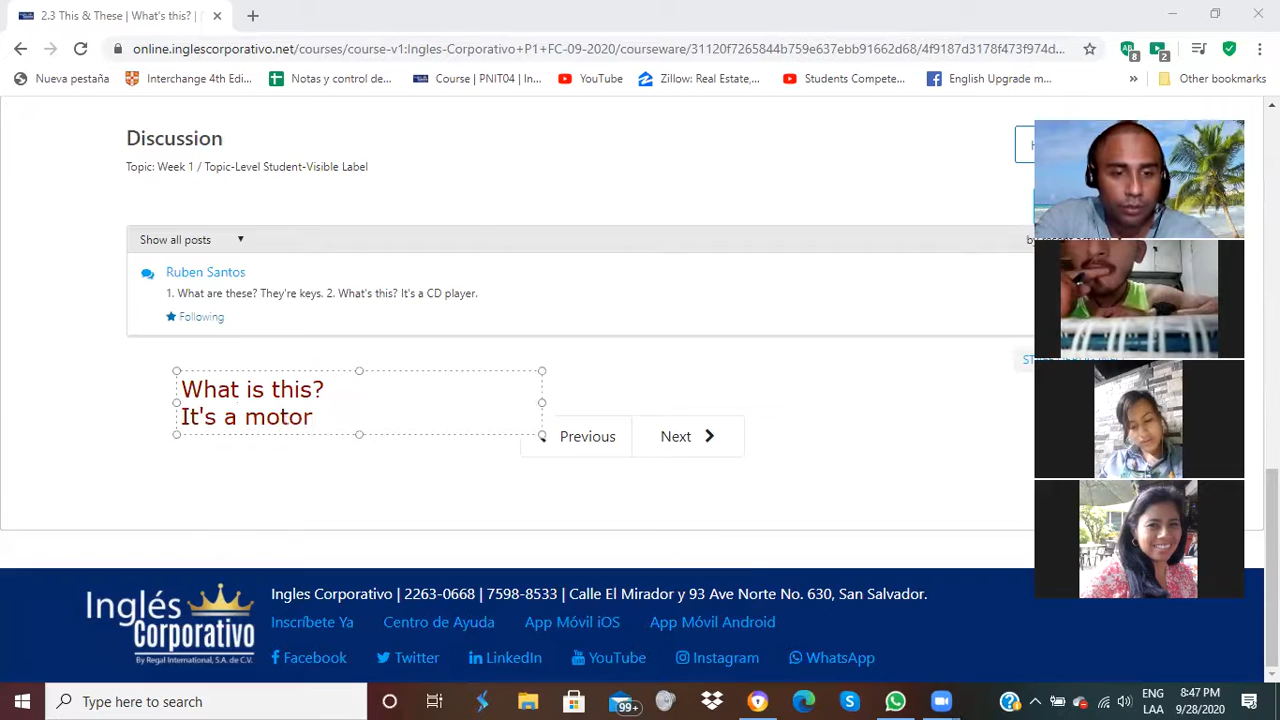 2.3 This & These | What's this? |
online.inglescorporativo.net/courses/course-v1:Ingles-Corporativo+P1+FC-09-2020/courseware/31120f7265844b759e637eb091662d68/4f9187d3178f473f974d...
8
2
Nueva pestaña
Interchange 4th Edi...
Notas y control de...
Course | PNIT04 | In...
YouTube
Zillow: Real Estate,...
Students Compete...
English Upgrade m...
»
Other bookmarks
Discussion
Topic: Week 1 / Topic-Level Student-Visible Label
Show all posts
Ruben Santos
1. What are these? They're keys. 2. What's this? It's a CD player.
Following
What is this?
It's a motor
Previous
Next
Inglés Corporativo
By Regal International, S.A. de C.V.
Ingles Corporativo | 2263-0668 | 7598-8533 | Calle El Mirador y 93 Ave Norte No. 630, San Salvador.
Inscríbete Ya
Centro de Ayuda
App Móvil iOS
App Móvil Android
Facebook
Twitter
LinkedIn
YouTube
Instagram
WhatsApp
Type here to search
99+
ENG
LAA
8:47 PM
9/28/2020